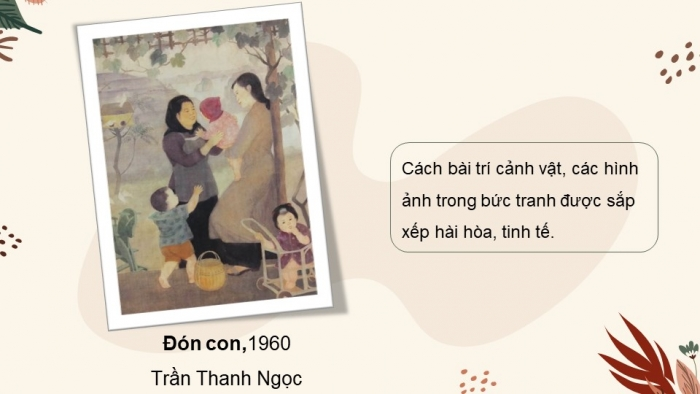 Cách bài trí cảnh vật, các hình
ảnh trong bức tranh được sắp
xếp hài hòa, tinh tế.
Đón con,1960
Trần Thanh Ngọc